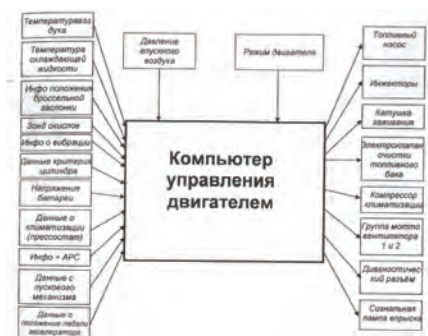 Температуравоз
духа
Температура
охлаждающей
жидкости
Инфо положения
дроссельной
заслонки
Зонд окислов
Инфо о вибрации
Данные критерия
цилиндра
Напряжение
батареи
Данные о
климатизации
(прессостат)
Инфо + АРС
Данные с
пускового
механизма
Данные о
положение педали
акселератора
Давление
впускного
воздуха
Режим двигателя
Компьютер
управления
двигателем
Топливный
насос
Инжекторы
Катушка
зажигания
Электроклапан
очистки
топливного
бака
Компрессор
климатизации
Группа мотто
вентилятора
1 и 2
Диагностичес
кий разъём
Сигнальная
лампа впрыска